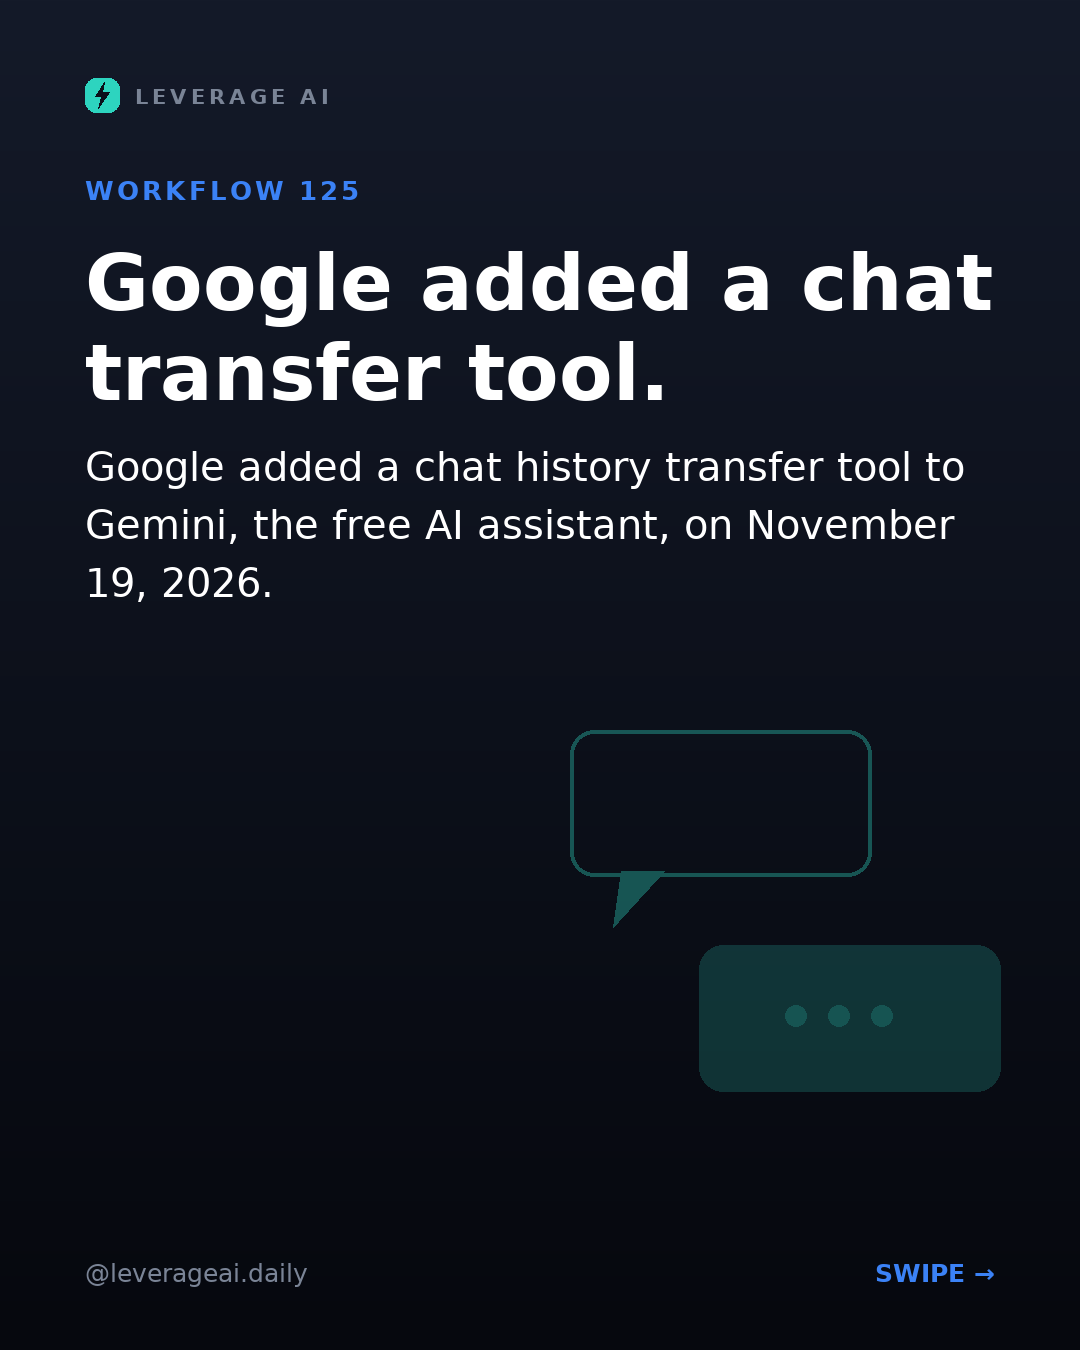 LEVERAGE AI
WORKFLOW 125
Google added a chat
transfer tool.
Google added a chat history transfer tool to
Gemini, the free AI assistant, on November
19, 2026.
@leverageai.daily
SWIPE →